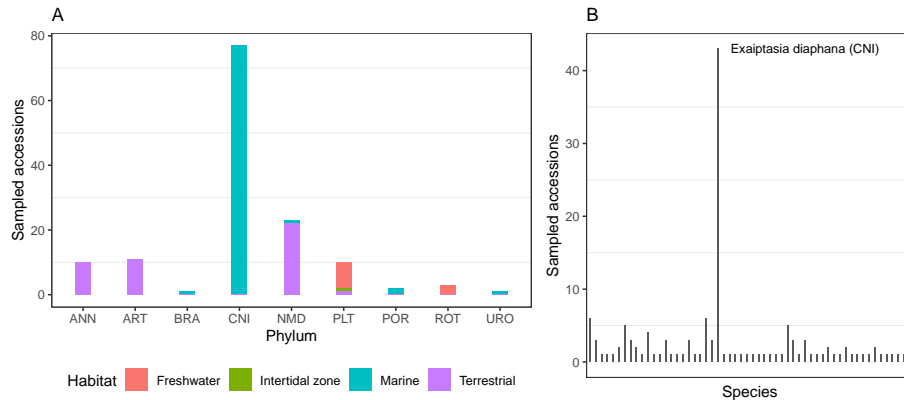 A
Sampled accessions
80
60
40
20
0
ANN ART BRA CNI NMD PLT POR ROT URO
Phylum
Habitat Freshwater Intertidal zone Marine Terrestrial
B
Exaiptasia diaphana (CNI)
Sampled accessions
40
30
20
10
0
Species